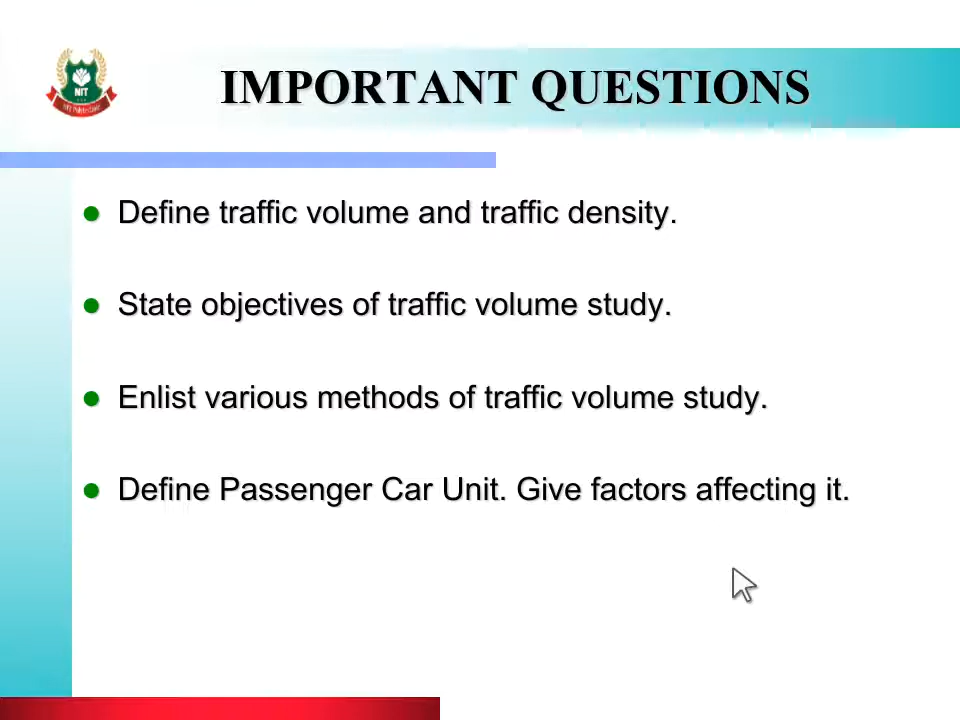 NIT
IMPORTANT QUESTIONS
Define traffic volume and traffic density.
State objectives of traffic volume study.
Enlist various methods of traffic volume study.
Define Passenger Car Unit. Give factors affecting it.